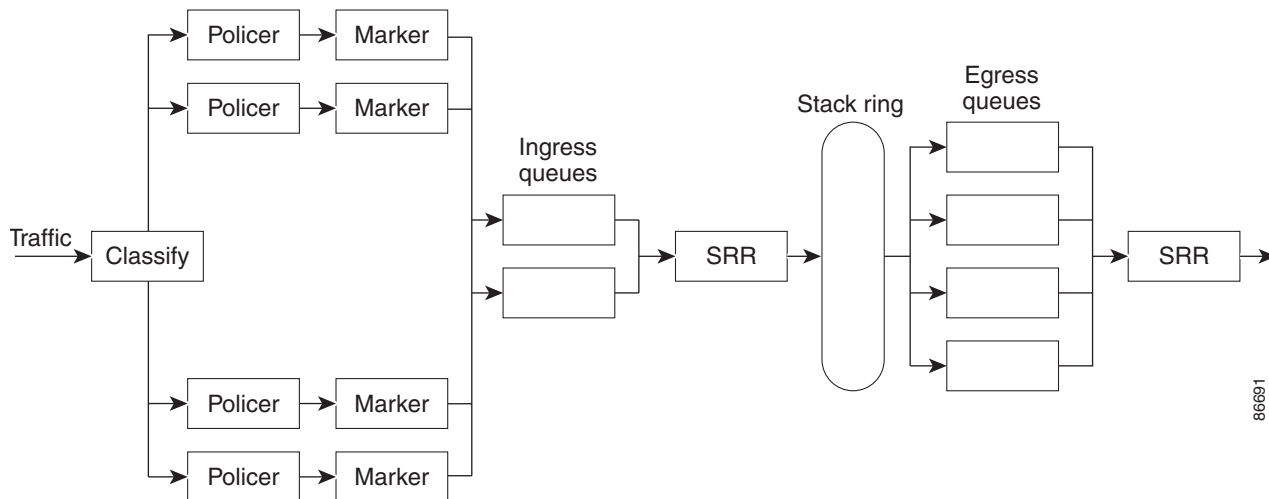 Policer
Marker
Policer
Marker
Egress
queues
Stack ring
Ingress
queues
Traffic
Classify
SRR
SRR
Policer
Marker
Policer
Marker
86691